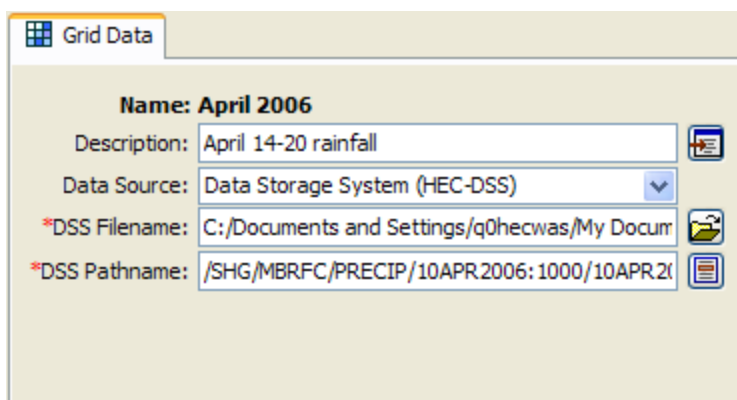 Grid Data
Name: April 2006
Description: April 14-20 rainfall
Data Source: Data Storage System (HEC-DSS)
*DSS Filename: C:/Documents and Settings/q0hecwas/My Docum
*DSS Pathname: /SHG/MBRFC/PRECIP/10APR2006:1000/10APR20